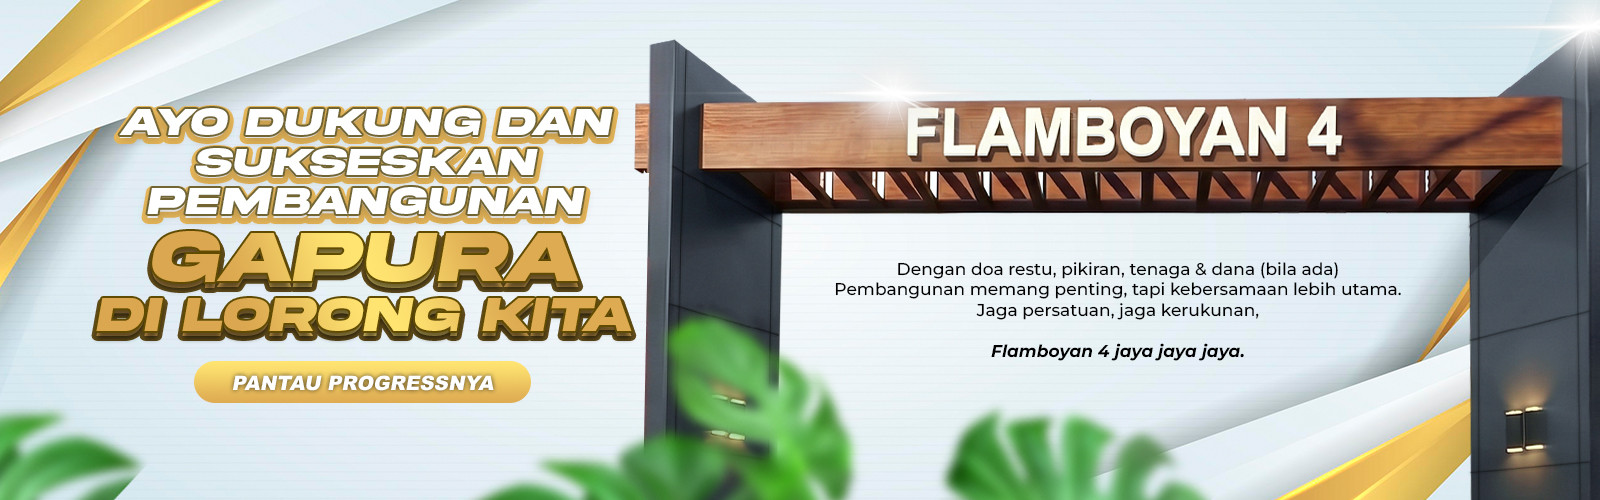 AYO DUKUNG DAN
SUKSESKAN
PEMBANGUNAN
GAPURA
DI LORONG KITA
PANTAU PROGRESSNYA
FLAMBOYAN 4
Dengan doa restu, pikiran, tenaga & dana (bila ada)
Pembangunan memang penting, tapi kebersamaan lebih utama.
Jaga persatuan, jaga kerukunan,
Flamboyan 4 jaya jaya jaya.